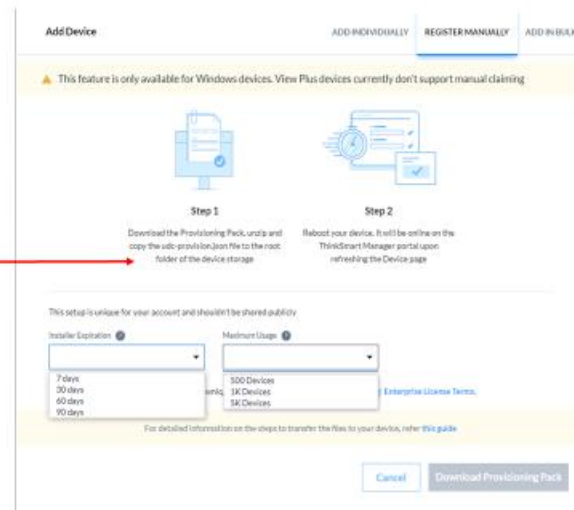 Add Device
ADD INDIVIDUALLY
REGISTER MANUALLY
ADD IN BULK
This feature is only available for Windows devices. View Plus devices currently don't support manual claiming
Step 1
Download the Provisioning Pack, unzip and
copy the udc-provision.json file to the root
folder of the device storage
Step 2
Reboot your device. It will be online on the
ThinkSmart Manager portal upon
refreshing the Device page
This setup is unique for your account and shouldn't be shared publicly
Installer Expiration
Maximum Usage
7 days
30 days
60 days
90 days
500 Devices
1K Devices
5K Devices
Enterprise License Terms.
For detailed information on the steps to transfer the files to your device, refer this guide
Cancel
Download Provisioning Pack